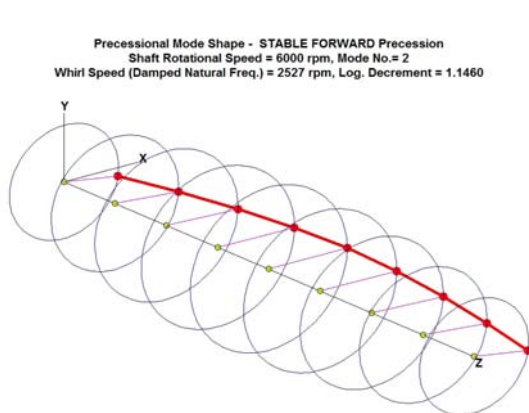 Precessional Mode Shape - STABLE FORWARD Precession
Shaft Rotational Speed = 6000 rpm, Mode No.= 2
Whirl Speed (Damped Natural Freq.) = 2527 rpm, Log. Decrement = 1.1460
Y
X
Z